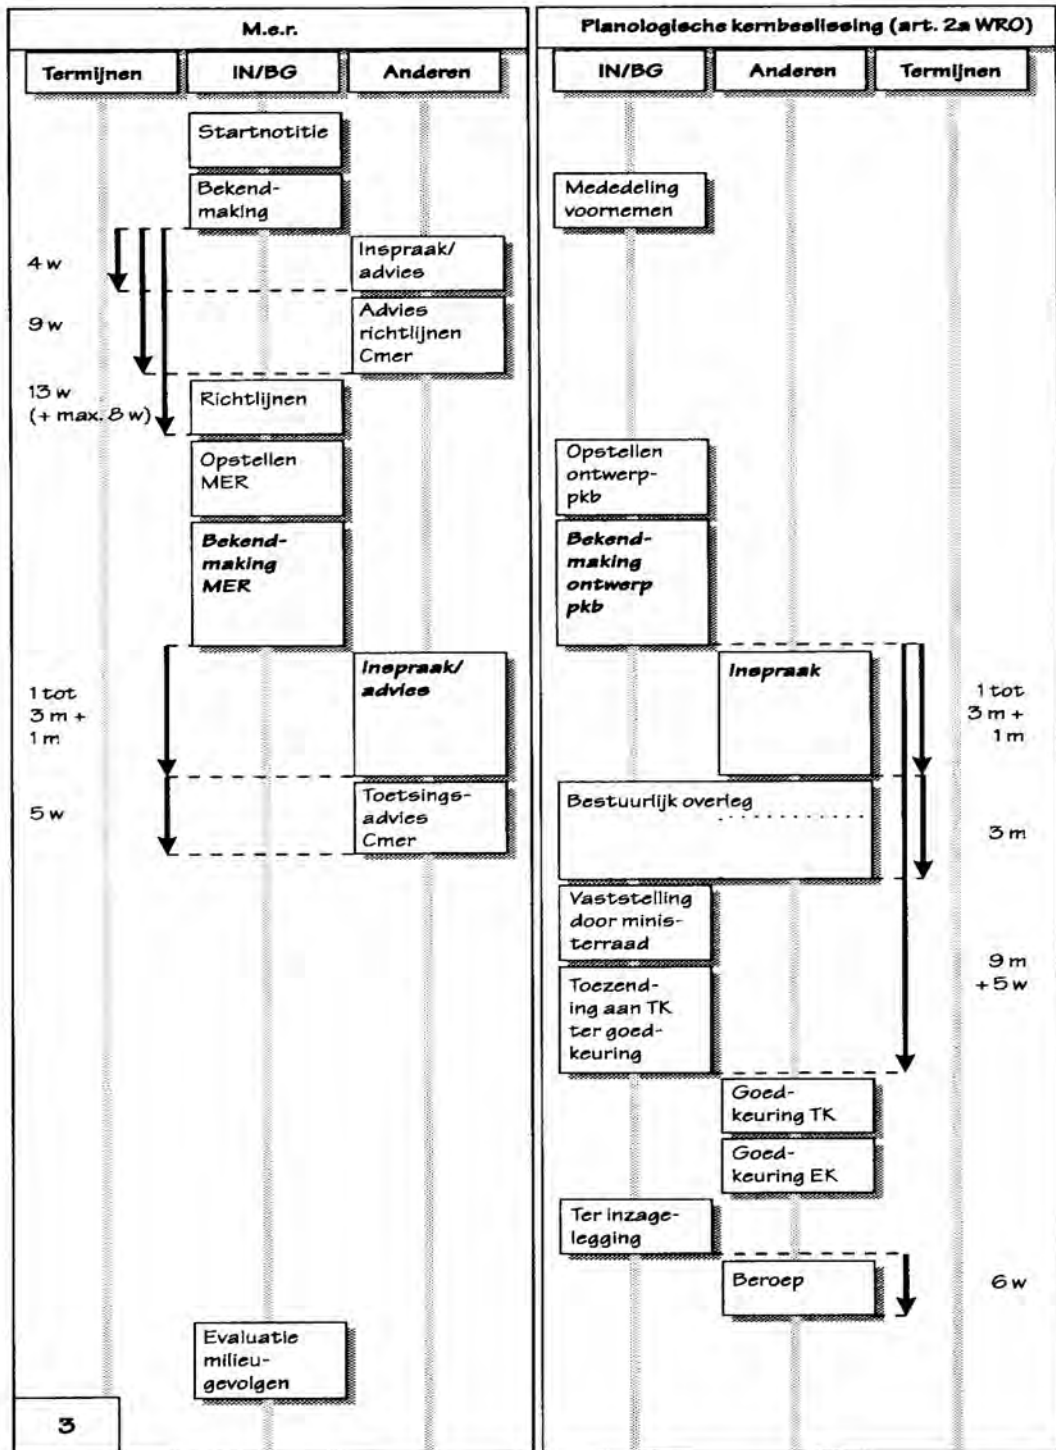 M.e.r.
Termijnen
IN/BG
Anderen
Startnotitie
Bekend-
making
4 w
Inspraak/
advies
9 w
Advies
richtlijnen
Cmer
13 w
(+ max. 8 w)
Richtlijnen
Opstellen
MER
Bekend-
making
MER
1 tot
3 m +
1 m
Inspraak/
advies
5 w
Toetsings-
advies
Cmer
Evaluatie
milieu-
gevolgen
3
Planologische kernbeslissing (art. 2a WRO)
IN/BG
Anderen
Termijnen
Mededeling
voornemen
Opstellen
ontwerp-
pkb
Bekend-
making
ontwerp
pkb
Inspraak
1 tot
3 m +
1 m
Bestuurlijk overleg
3 m
Vaststelling
door minis-
terraad
Toezend-
ing aan TK
ter goed-
keuring
9 m
+ 5 w
Goed-
keuring TK
Goed-
keuring EK
Ter inzage-
legging
Beroep
6 w